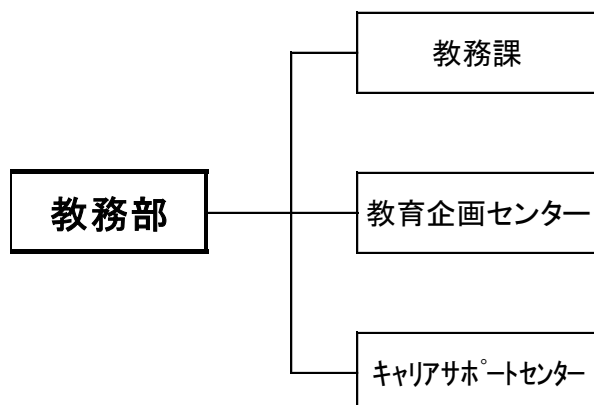 教務課
教務部
教育企画センター
キャリアサポートセンター